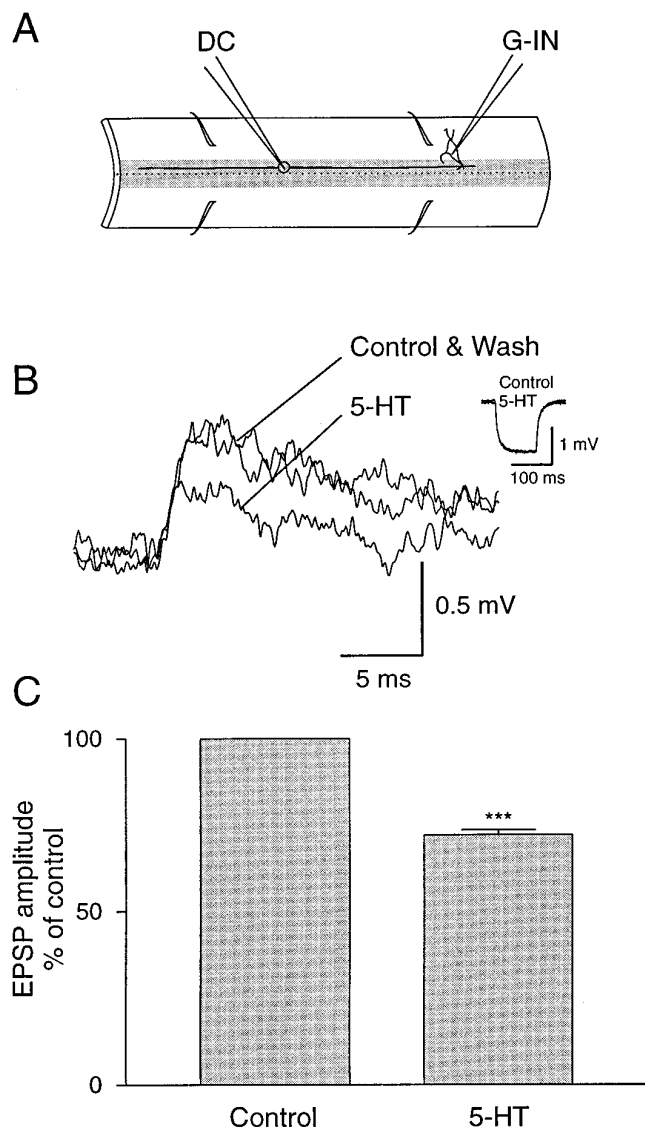 A
DC
G-IN
B
Control & Wash
5-HT
Control
5-HT
1 mV
100 ms
0.5 mV
5 ms
C
EPSP amplitude
% of control
100
50
0
***
Control
5-HT